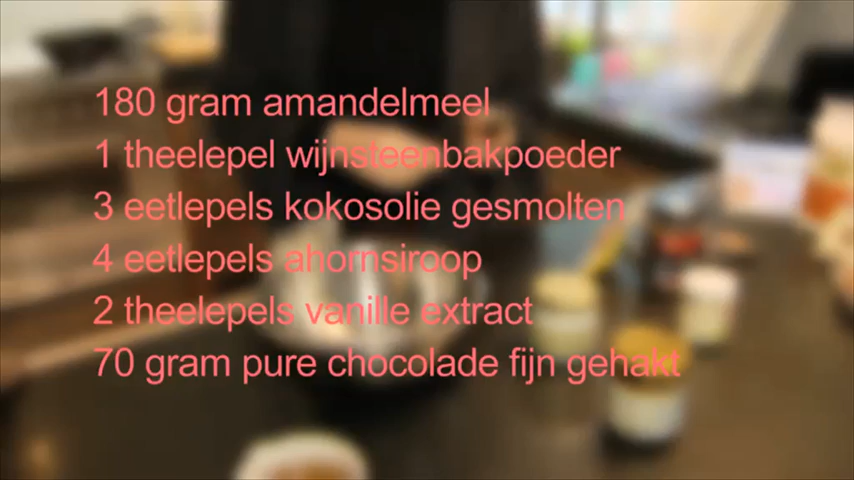 180 gram amandelmeel
1 theelepel wijnsteenbakpoeder
3 eetlepels kokosolie gesmolten
4 eetlepels ahornsiroop
2 theelepels vanille extract
70 gram pure chocolade fijn gehakt